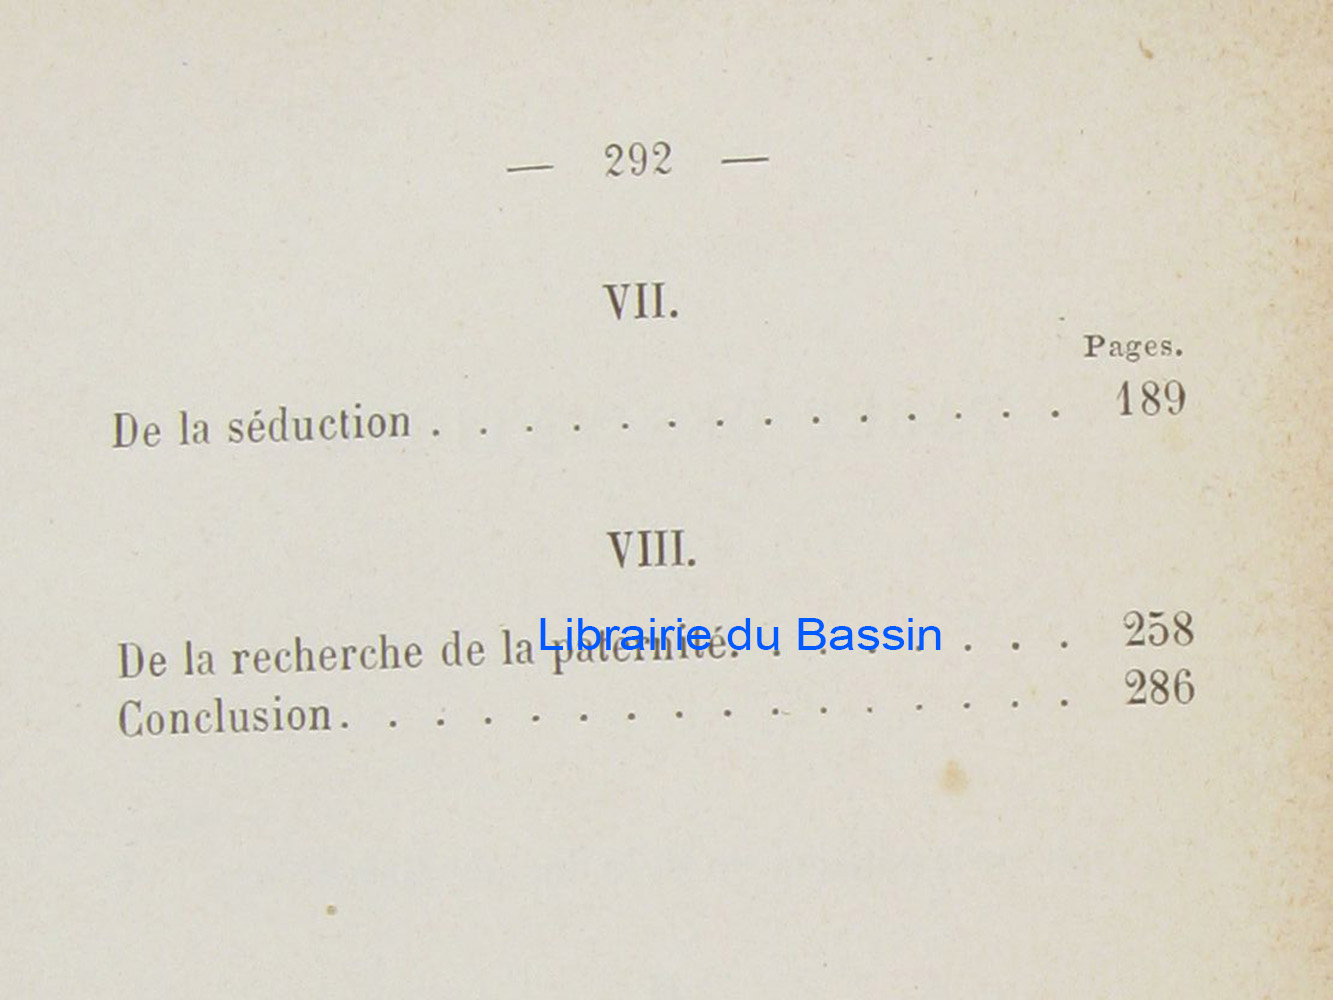 — 292 —
VII.
Pages.
De la séduction . . . . . . . . . . . . . . 189
VIII.
De la recherche de la paternité. . . . . . . . 258
Librairie du Bassin
Conclusion. . . . . . . . . . . . . . . . 286